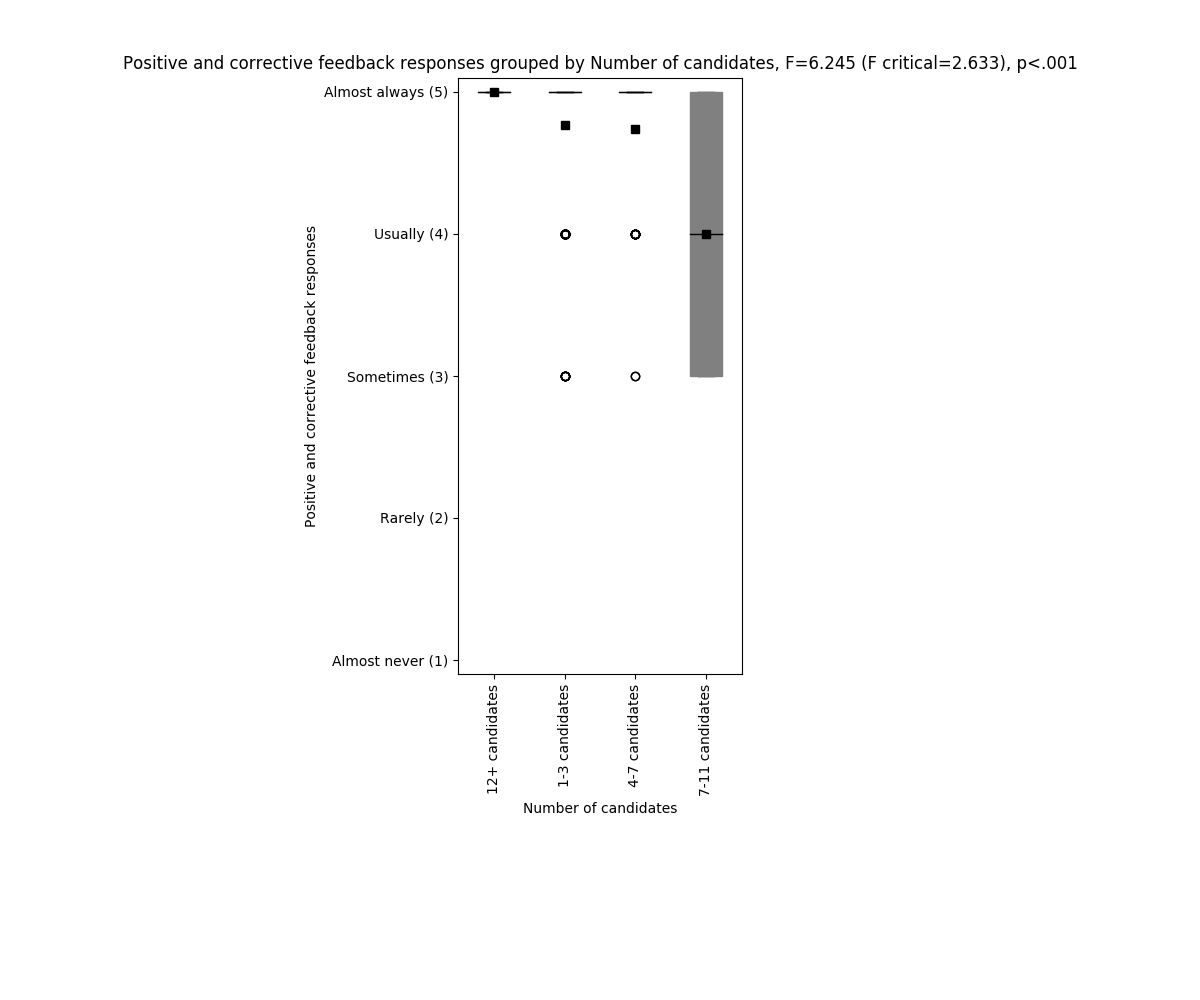 Positive and corrective feedback responses grouped by Number of candidates, F=6.245 (F critical=2.633), p<.001
Almost always (5)
Usually (4)
Sometimes (3)
Rarely (2)
Almost never (1)
Positive and corrective feedback responses
12+ candidates
1-3 candidates
4-7 candidates
7-11 candidates
Number of candidates